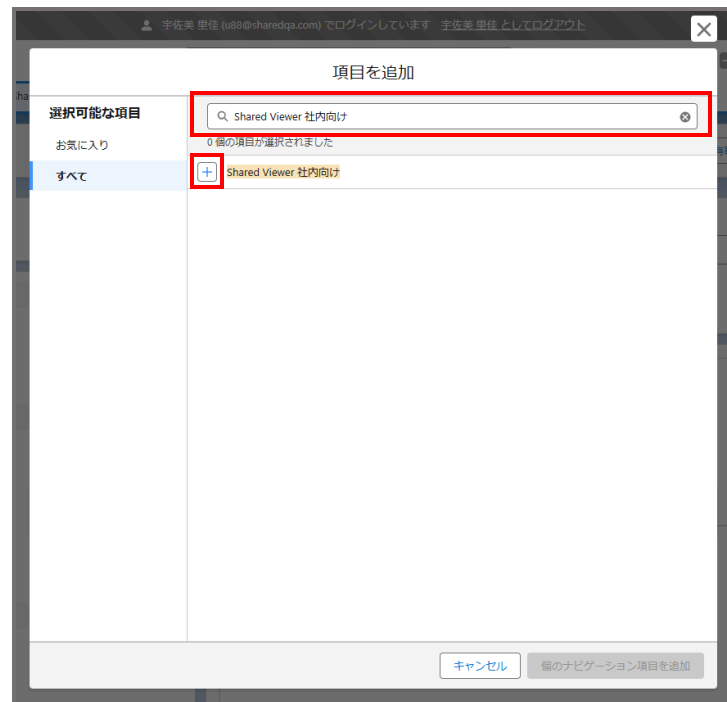 宇佐美 里佳 (u88@sharedqa.com) でログインしています 宇佐美 里佳 としてログアウト
項目を追加
選択可能な項目
お気に入り
すべて
Shared Viewer 社内向け
0 個の項目が選択されました
Shared Viewer 社内向け
キャンセル
個のナビゲーション項目を追加